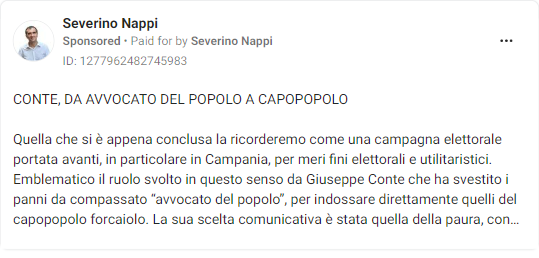 Severino Nappi
Sponsored • Paid for by Severino Nappi
ID: 1277962482745983
CONTE, DA AVVOCATO DEL POPOLO A CAPOPOPOLO
Quella che si è appena conclusa la ricorderemo come una campagna elettorale
portata avanti, in particolare in Campania, per meri fini elettorali e utilitaristici.
Emblematico il ruolo svolto in questo senso da Giuseppe Conte che ha svestito i
panni da compassato “avvocato del popolo”, per indossare direttamente quelli del
capopopolo forcaiolo. La sua scelta comunicativa è stata quella della paura, con...